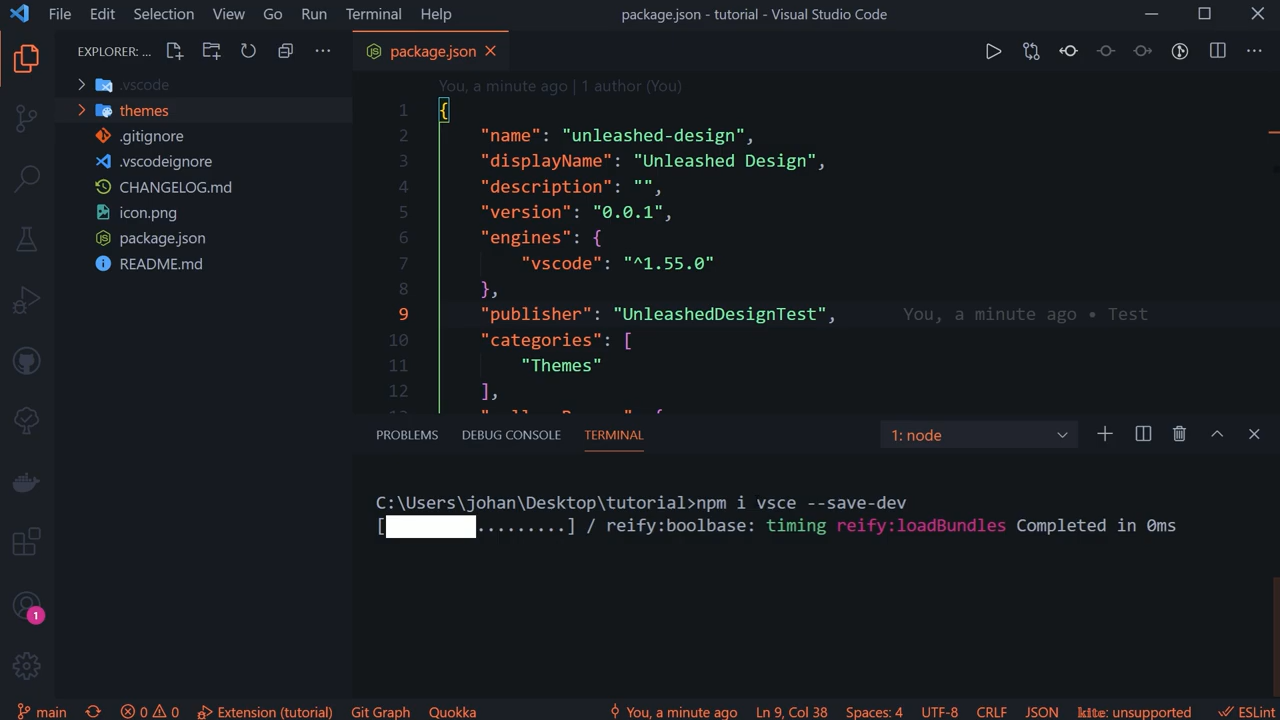 File Edit Selection View Go Run Terminal Help package.json - tutorial - Visual Studio Code
EXPLORER: ...
package.json
.vscode
themes
.gitignore
.vscodeignore
CHANGELOG.md
icon.png
package.json
README.md
You, a minute ago | 1 author (You)
1 {
2 "name": "unleashed-design",
3 "displayName": "Unleashed Design",
4 "description": "",
5 "version": "0.0.1",
6 "engines": {
7 "vscode": "^1.55.0"
8 },
9 "publisher": "UnleashedDesignTest", You, a minute ago • Test
10 "categories": [
11 "Themes"
12 ],
PROBLEMS DEBUG CONSOLE TERMINAL 1: node
C:\Users\johan\Desktop\tutorial>npm i vsce --save-dev
[ .........] / reify:boolbase: timing reify:loadBundles Completed in 0ms
1
main 0 0 Extension (tutorial) Git Graph Quokka You, a minute ago Ln 9, Col 38 Spaces: 4 UTF-8 CRLF JSON kite: unsupported ESLint